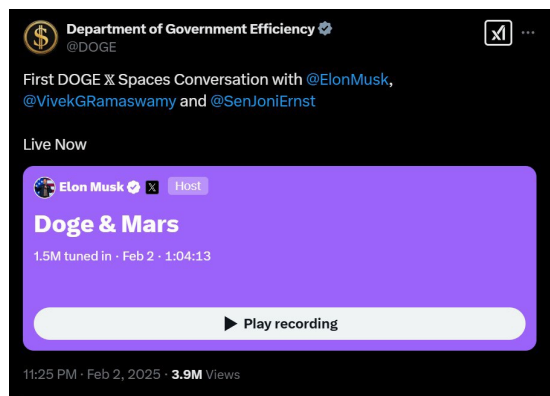 Department of Government Efficiency
@DOGE
First DOGE 𝕏 Spaces Conversation with @ElonMusk,
@VivekGRamaswamy and @SenJoniErnst
Live Now
Elon Musk 𝕏 Host
Doge & Mars
1.5M tuned in · Feb 2 · 1:04:13
Play recording
11:25 PM · Feb 2, 2025 · 3.9M Views